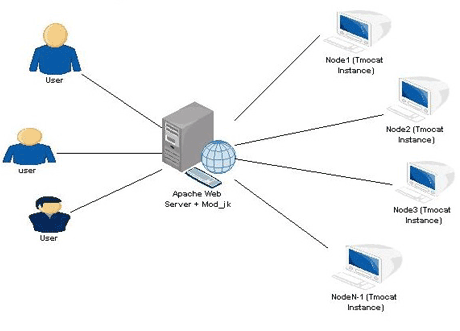 User
user
User
Apache Web
Server + Mod_jk
Node1 (Tmocat
Instance)
Node2 (Tmocat
Instance)
Node3 (Tmocat
Instance)
NodeN-1 (Tmocat
Instance)